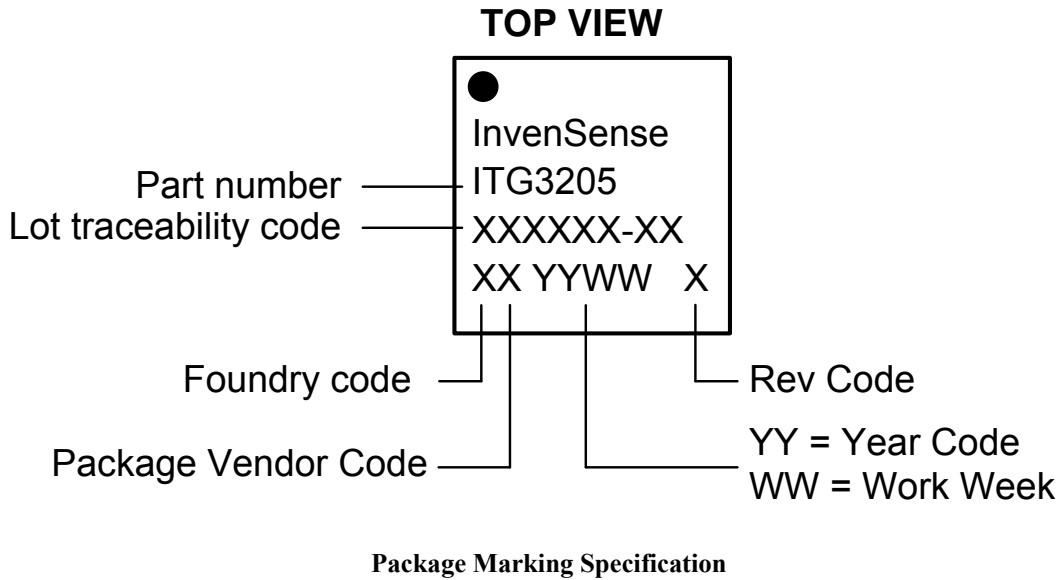 TOP VIEW
InvenSense
Part number
ITG3205
Lot traceability code
XXXXXX-XX
XX YYWW X
Foundry code
Rev Code
Package Vendor Code
YY = Year Code
WW = Work Week
Package Marking Specification